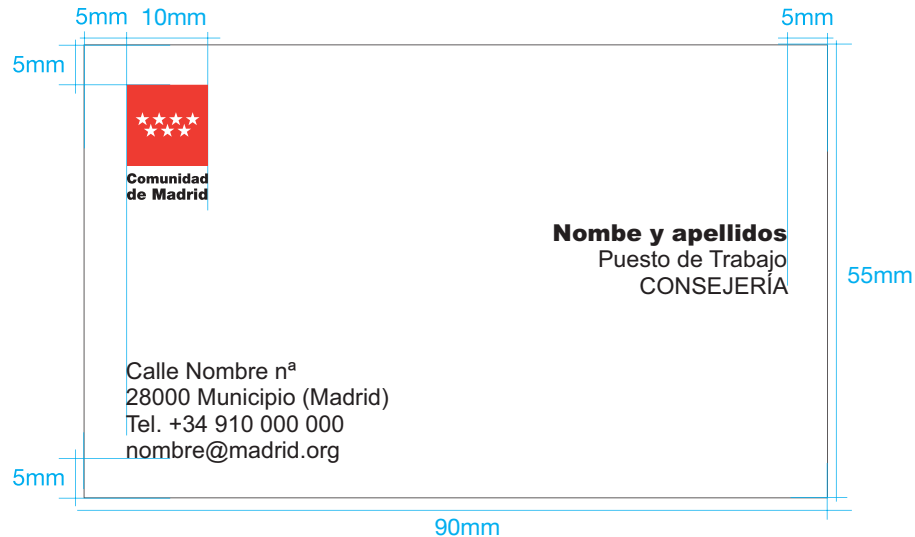 5mm 10mm 5mm
5mm
Comunidad
de Madrid
Nombe y apellidos
Puesto de Trabajo
CONSEJERÍA
55mm
Calle Nombre nª
28000 Municipio (Madrid)
Tel. +34 910 000 000
nombre@madrid.org
5mm
90mm